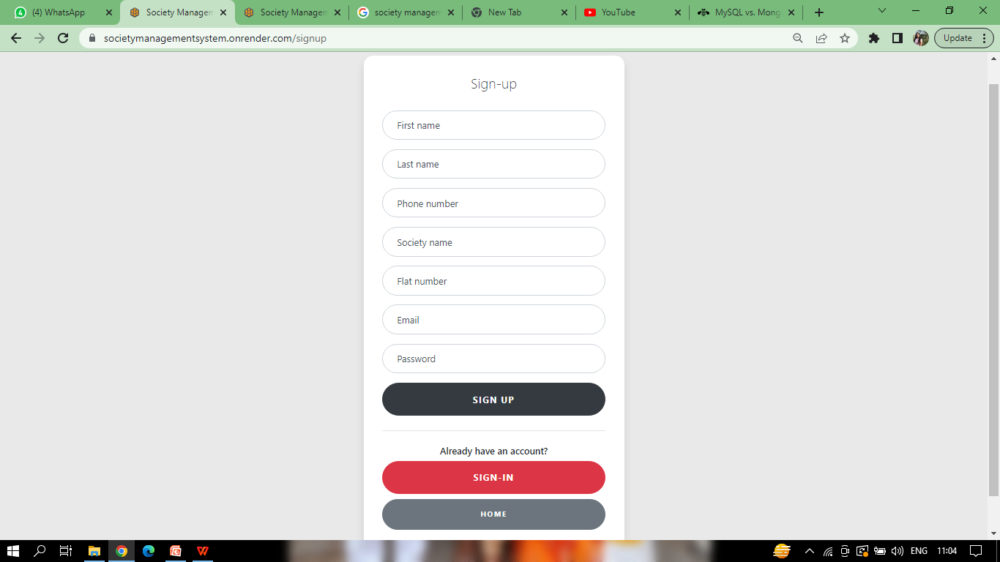 (4) WhatsApp
Society Managem
Society Managem
society managem
New Tab
YouTube
MySQL vs. Mong
societymanagementsystem.onrender.com/signup
Update
Sign-up
First name
Last name
Phone number
Society name
Flat number
Email
Password
SIGN UP
Already have an account?
SIGN-IN
HOME
ENG
11:04